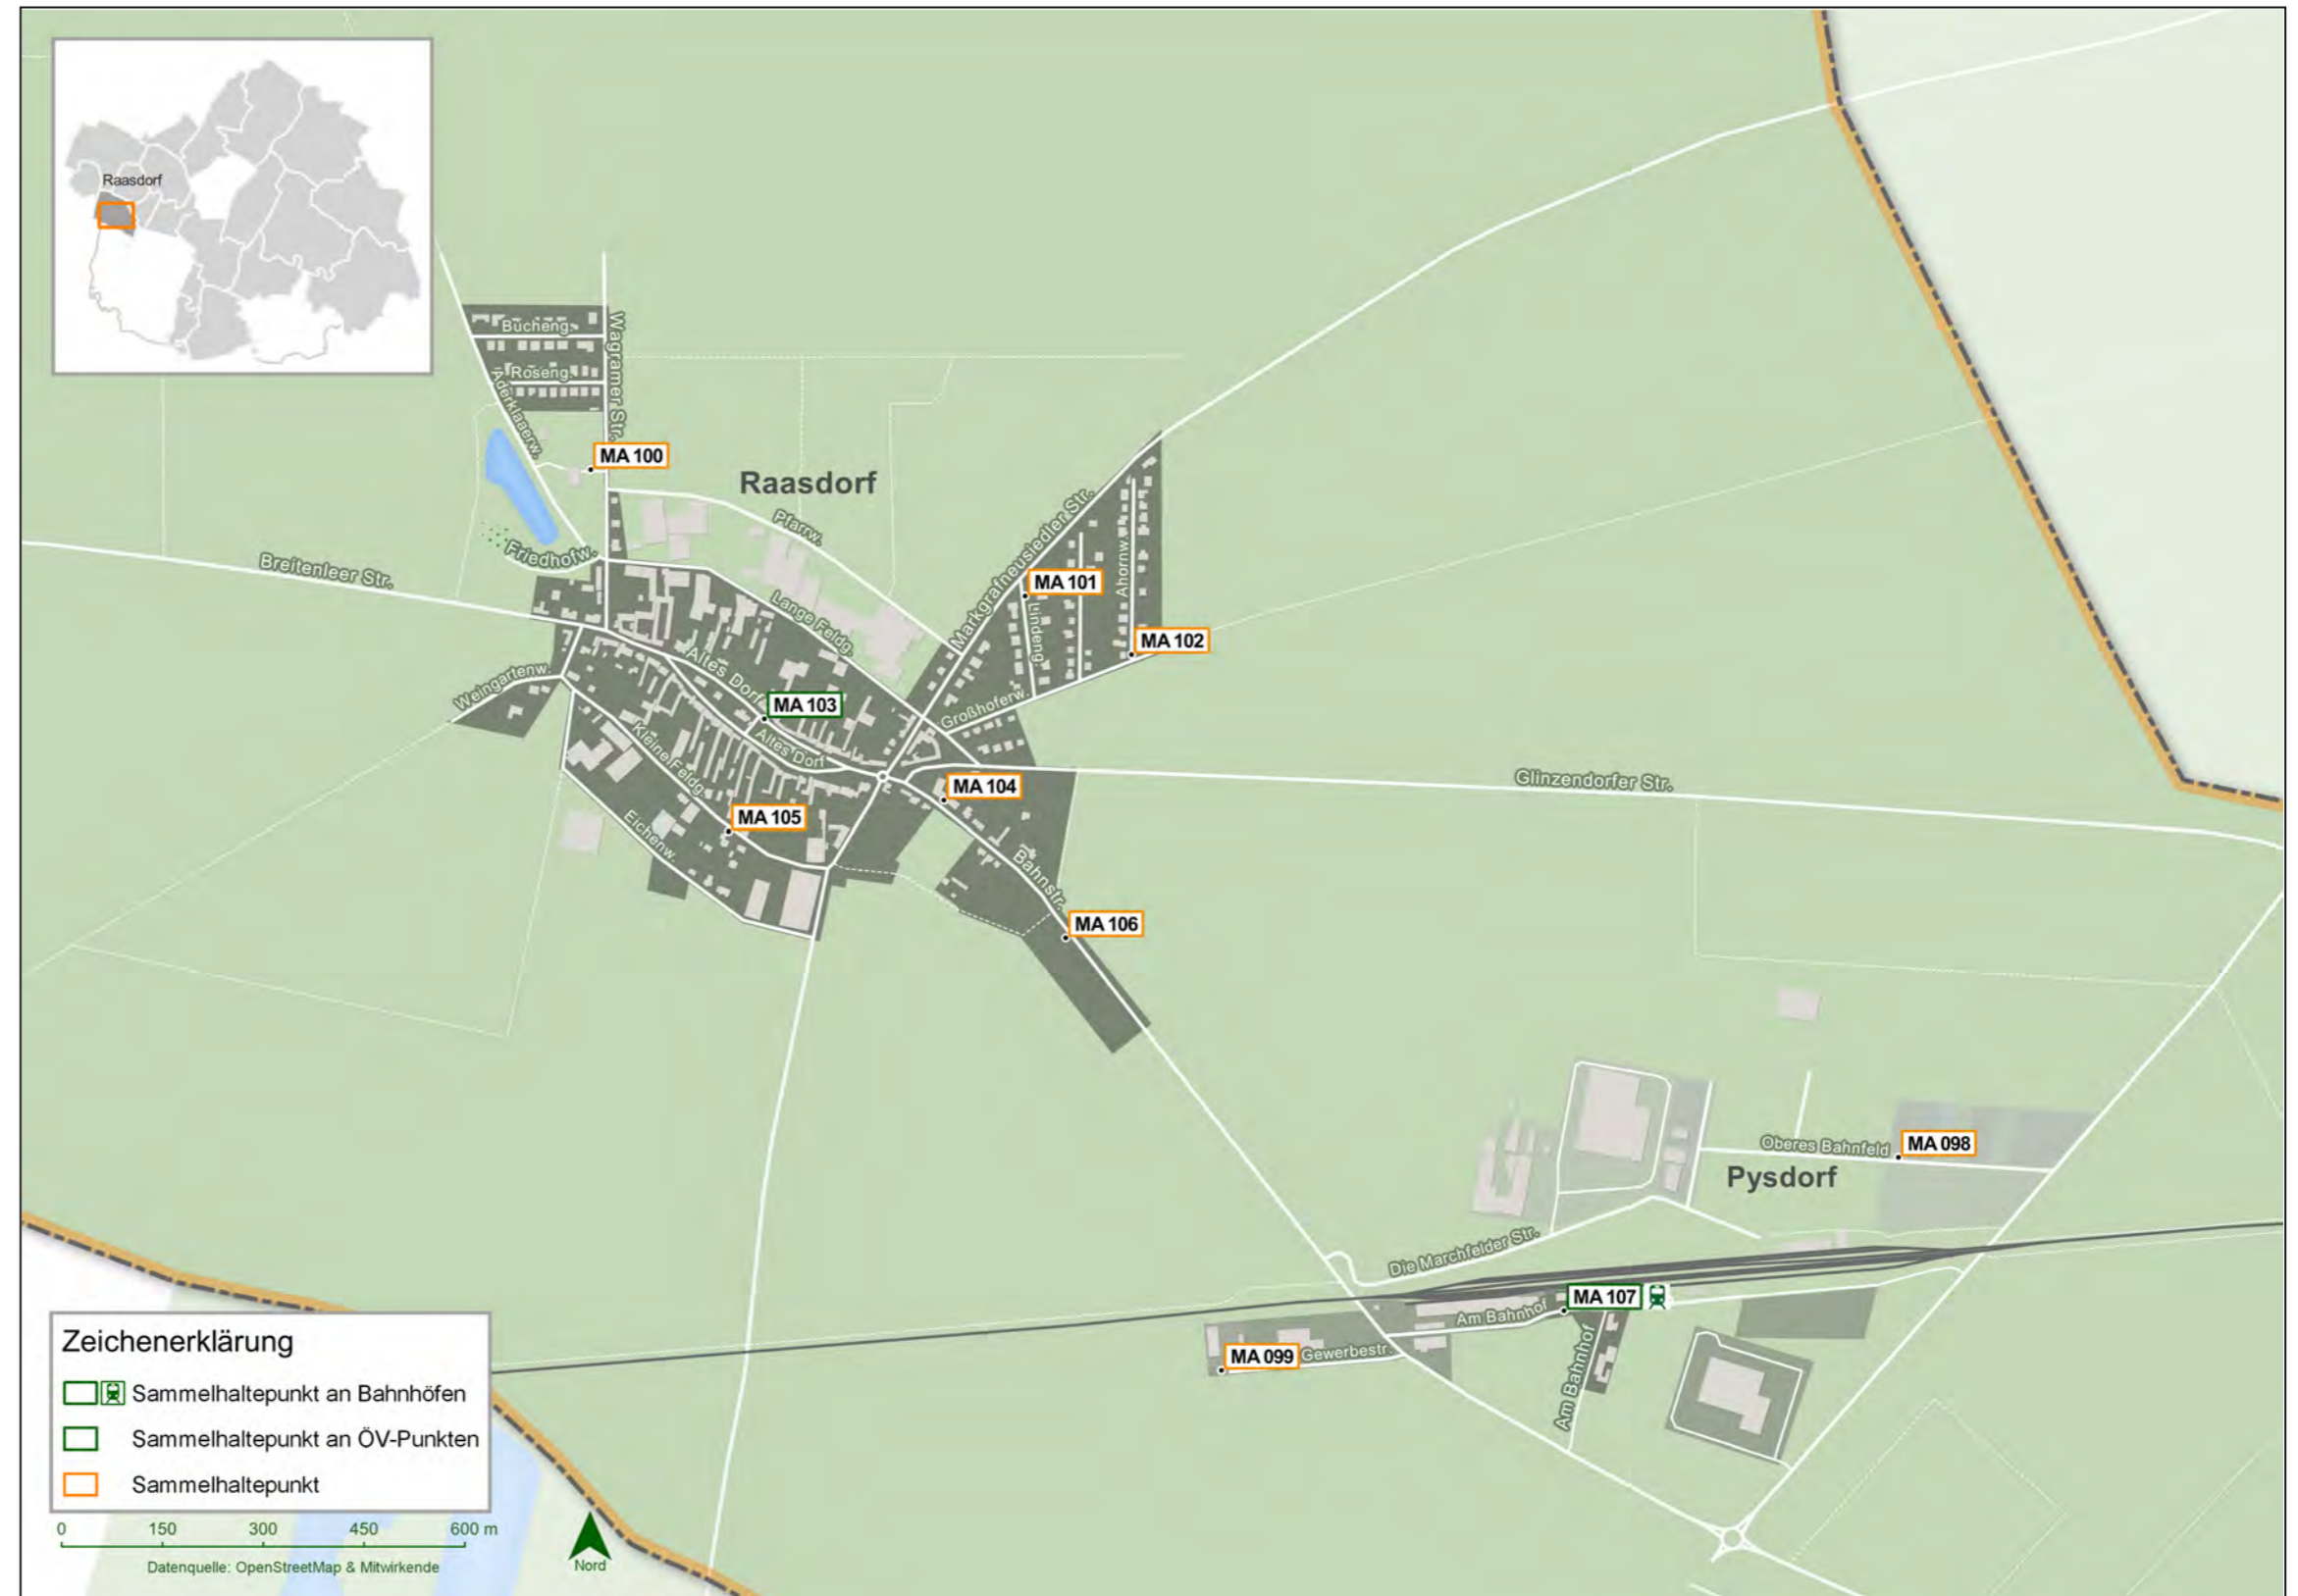 Raasdorf
Bucheng.
Wagramer Str.
Roseng.
Aderklaaerw.
MA 100
Raasdorf
Pfarrw.
Markgrafneusiedler Str.
Friedhofw.
Breitenleer Str.
MA 101
Ahornw.
Lange Feldg.
Lindeng.
MA 102
Altes Dorf
Weingartenw.
MA 103
Großhoferw.
Kleine Feldg.
Altes Dorf
MA 104
Glinzendorfer Str.
MA 105
Eichenw.
Bahnstr.
MA 106
Oberes Bahnfeld
MA 098
Pysdorf
Die Marchfelder Str.
MA 107
Am Bahnhof
MA 099
Gewerbestr.
Am Bahnhof
Zeichenerklärung
Sammelhaltepunkt an Bahnhöfen
Sammelhaltepunkt an ÖV-Punkten
Sammelhaltepunkt
0 150 300 450 600 m
Datenquelle: OpenStreetMap & Mitwirkende
Nord